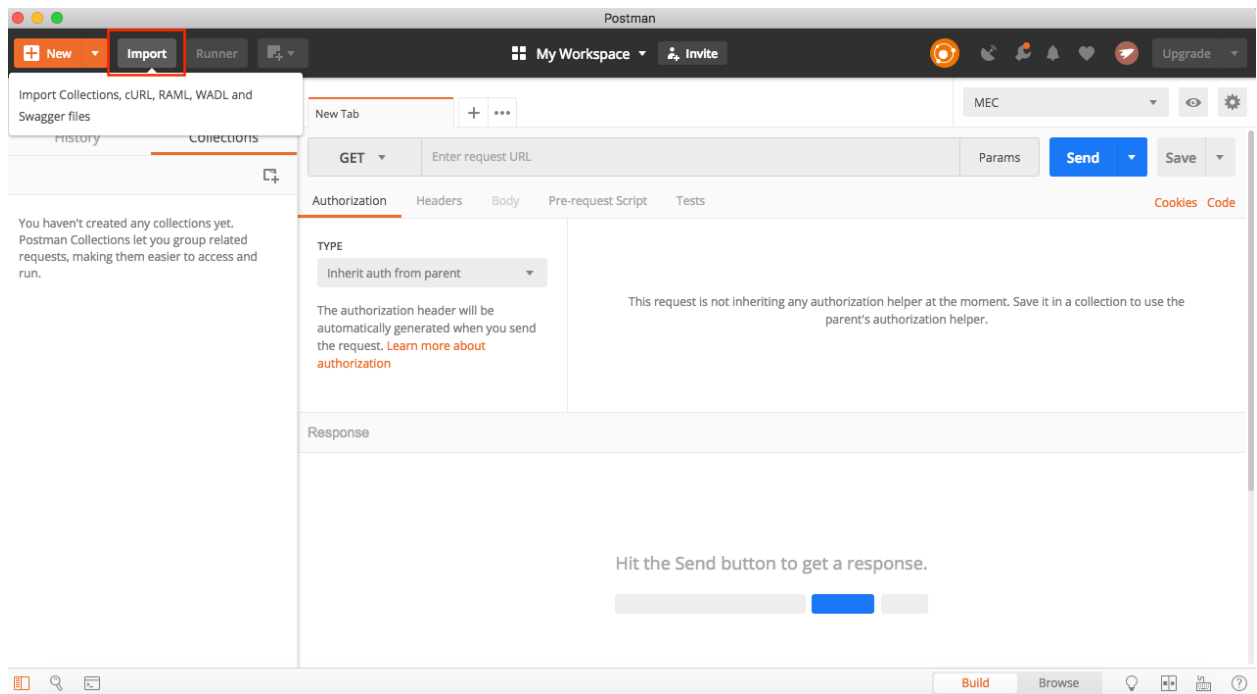 Postman
New
Import
Runner
My Workspace
Invite
Upgrade
Import Collections, cURL, RAML, WADL and
Swagger files
History
Collections
New Tab
MEC
GET
Enter request URL
Params
Send
Save
Authorization
Headers
Body
Pre-request Script
Tests
Cookies
Code
You haven't created any collections yet.
Postman Collections let you group related
requests, making them easier to access and
run.
TYPE
Inherit auth from parent
The authorization header will be
automatically generated when you send
the request. Learn more about
authorization
This request is not inheriting any authorization helper at the moment. Save it in a collection to use the
parent's authorization helper.
Response
Hit the Send button to get a response.
Build
Browse